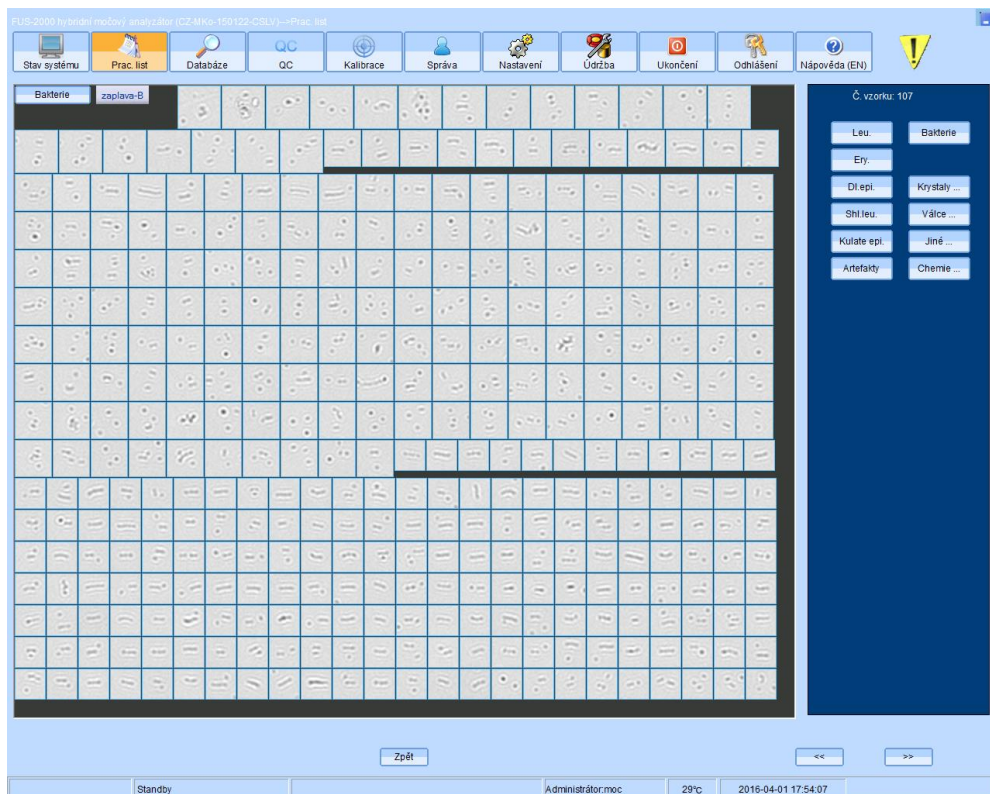 FUS-2000 hybridní močový analyzátor (CZ-MKo-150122-CSLV)-->Prac. list
Stav systému
Prac. list
Databáze
QC
QC
Kalibrace
Správa
Nastavení
Údržba
Ukončení
Odhlášení
Nápověda (EN)
Bakterie
zaplava-B
Č. vzorku: 107
Leu.
Bakterie
Ery.
Dl.epi.
Krystaly ...
Shl.leu.
Válce ...
Kulate epi.
Jiné ...
Artefakty
Chemie ...
Zpět
<<
>>
Standby
Administrátor:moc
29°C
2016-04-01 17:54:07